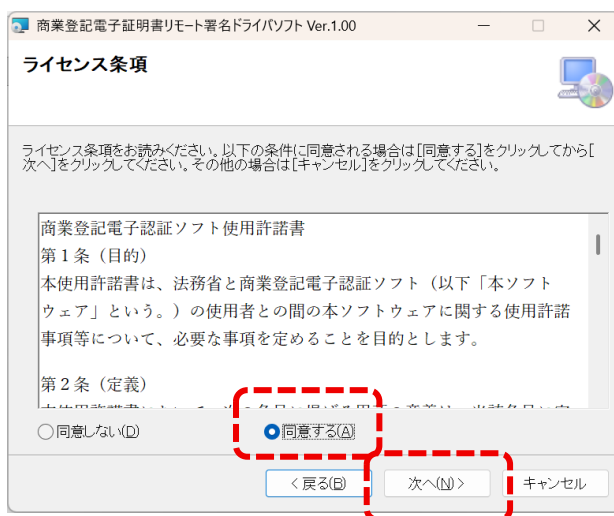 商業登記電子証明書リモート署名ドライバソフト Ver.1.00
ライセンス条項
ライセンス条項をお読みください。以下の条件に同意される場合は[同意する]をクリックしてから[
次へ]をクリックしてください。その他の場合は[キャンセル]をクリックしてください。
商業登記電子認証ソフト使用許諾書
第1条（目的）
本使用許諾書は、法務省と商業登記電子認証ソフト（以下「本ソフト
ウェア」という。）の使用者との間の本ソフトウェアに関する使用許諾
事項等について、必要な事項を定めることを目的とします。
第2条（定義）
同意しない(D)
同意する(A)
< 戻る(B)
次へ(N) >
キャンセル